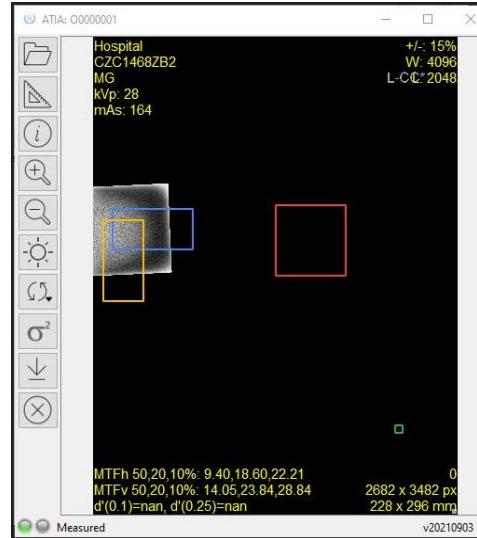 ATIA: O0000001
Hospital
CZC1468ZB2
MG
kVp: 28
mAs: 164
+/-: 15%
W: 4096
L-CC
L: 2048
σ²
MTFh 50,20,10%: 9.40,18.60,22.21
MTFv 50,20,10%: 14.05,23.84,28.84
d'(0.1)=nan, d'(0.25)=nan
0
2682 x 3482 px
228 x 296 mm
Measured
v20210903